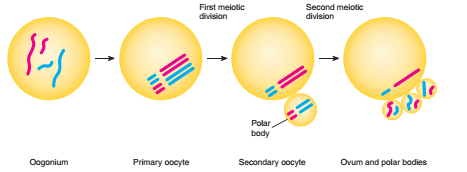 First meiotic
division
Second meiotic
division
Polar
body
Oogonium
Primary oocyte
Secondary oocyte
Ovum and polar bodies